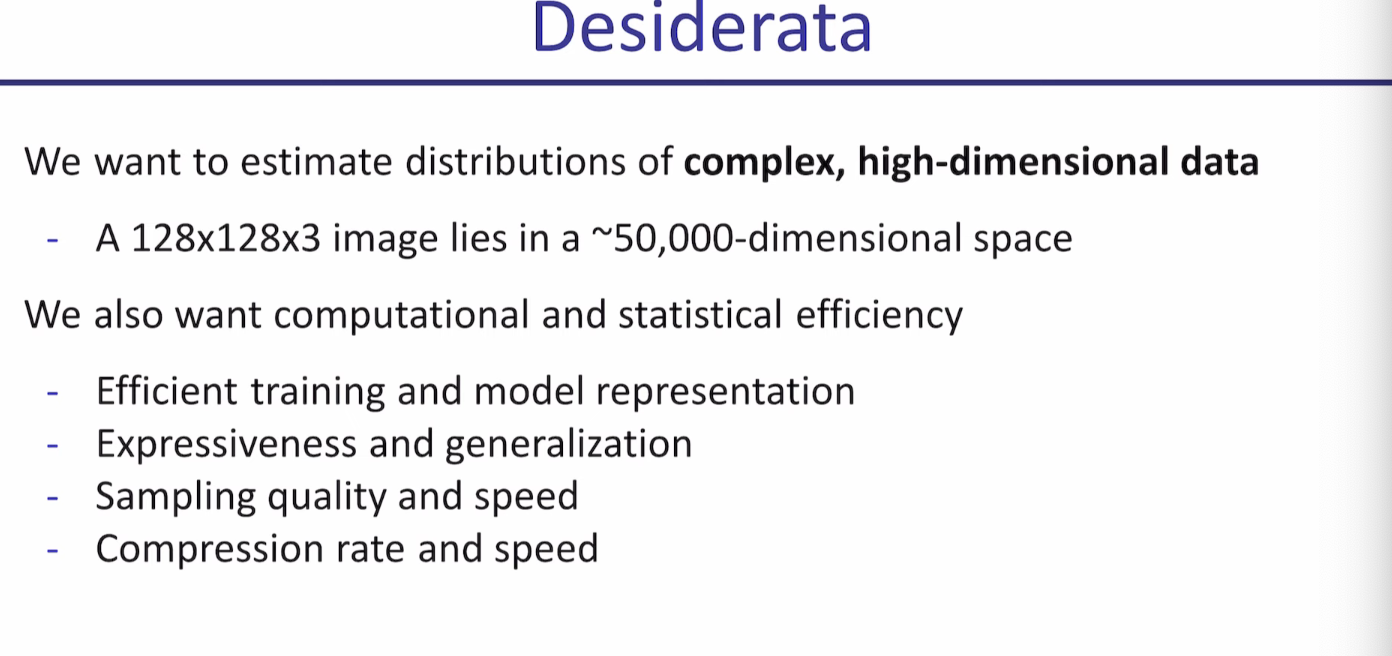 Desiderata
We want to estimate distributions of complex, high-dimensional data
- A 128x128x3 image lies in a ~50,000-dimensional space
We also want computational and statistical efficiency
- Efficient training and model representation
- Expressiveness and generalization
- Sampling quality and speed
- Compression rate and speed